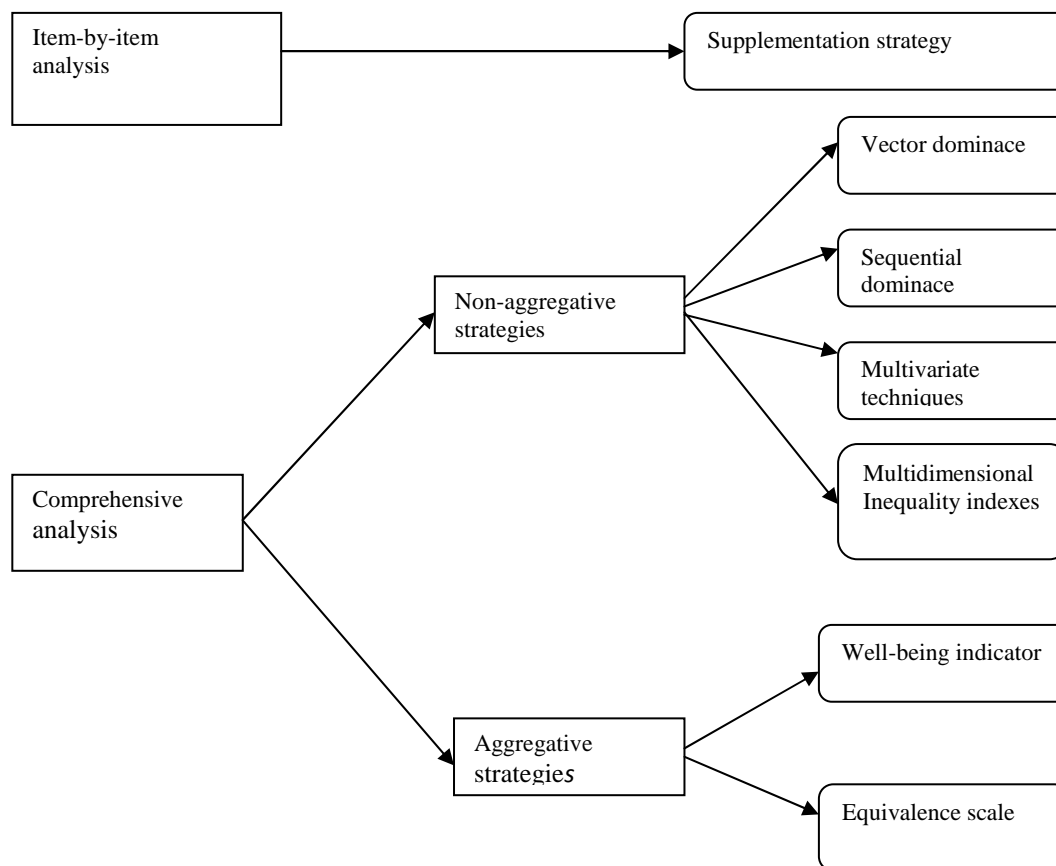 Item-by-item
analysis
Supplementation strategy
Vector dominace
Sequential
dominace
Non-aggregative
strategies
Multivariate
techniques
Multidimensional
Inequality indexes
Comprehensive
analysis
Well-being indicator
Aggregative
strategies
Equivalence scale